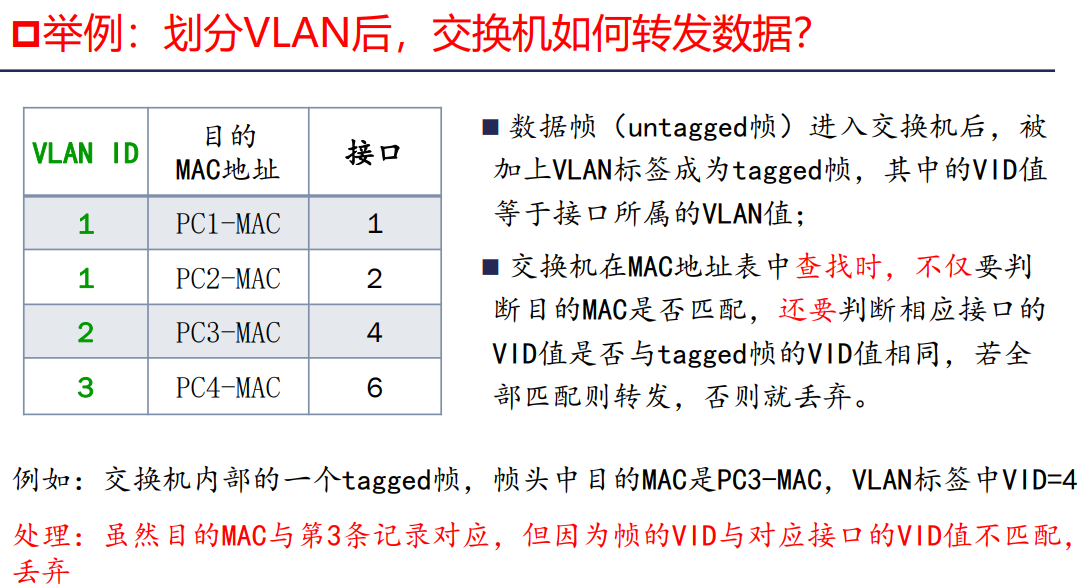 举例：划分VLAN后，交换机如何转发数据？
VLAN ID 目的 MAC地址 接口
1 PC1-MAC 1
1 PC2-MAC 2
2 PC3-MAC 4
3 PC4-MAC 6
数据帧（untagged帧）进入交换机后，被
加上VLAN标签成为tagged帧，其中的VID值
等于接口所属的VLAN值；
交换机在MAC地址表中查找时，不仅要判
断目的MAC是否匹配，还要判断相应接口的
VID值是否与tagged帧的VID值相同，若全
部匹配则转发，否则就丢弃。
例如：交换机内部的一个tagged帧，帧头中目的MAC是PC3-MAC，VLAN标签中VID=4
处理：虽然目的MAC与第3条记录对应，但因为帧的VID与对应接口的VID值不匹配，
丢弃